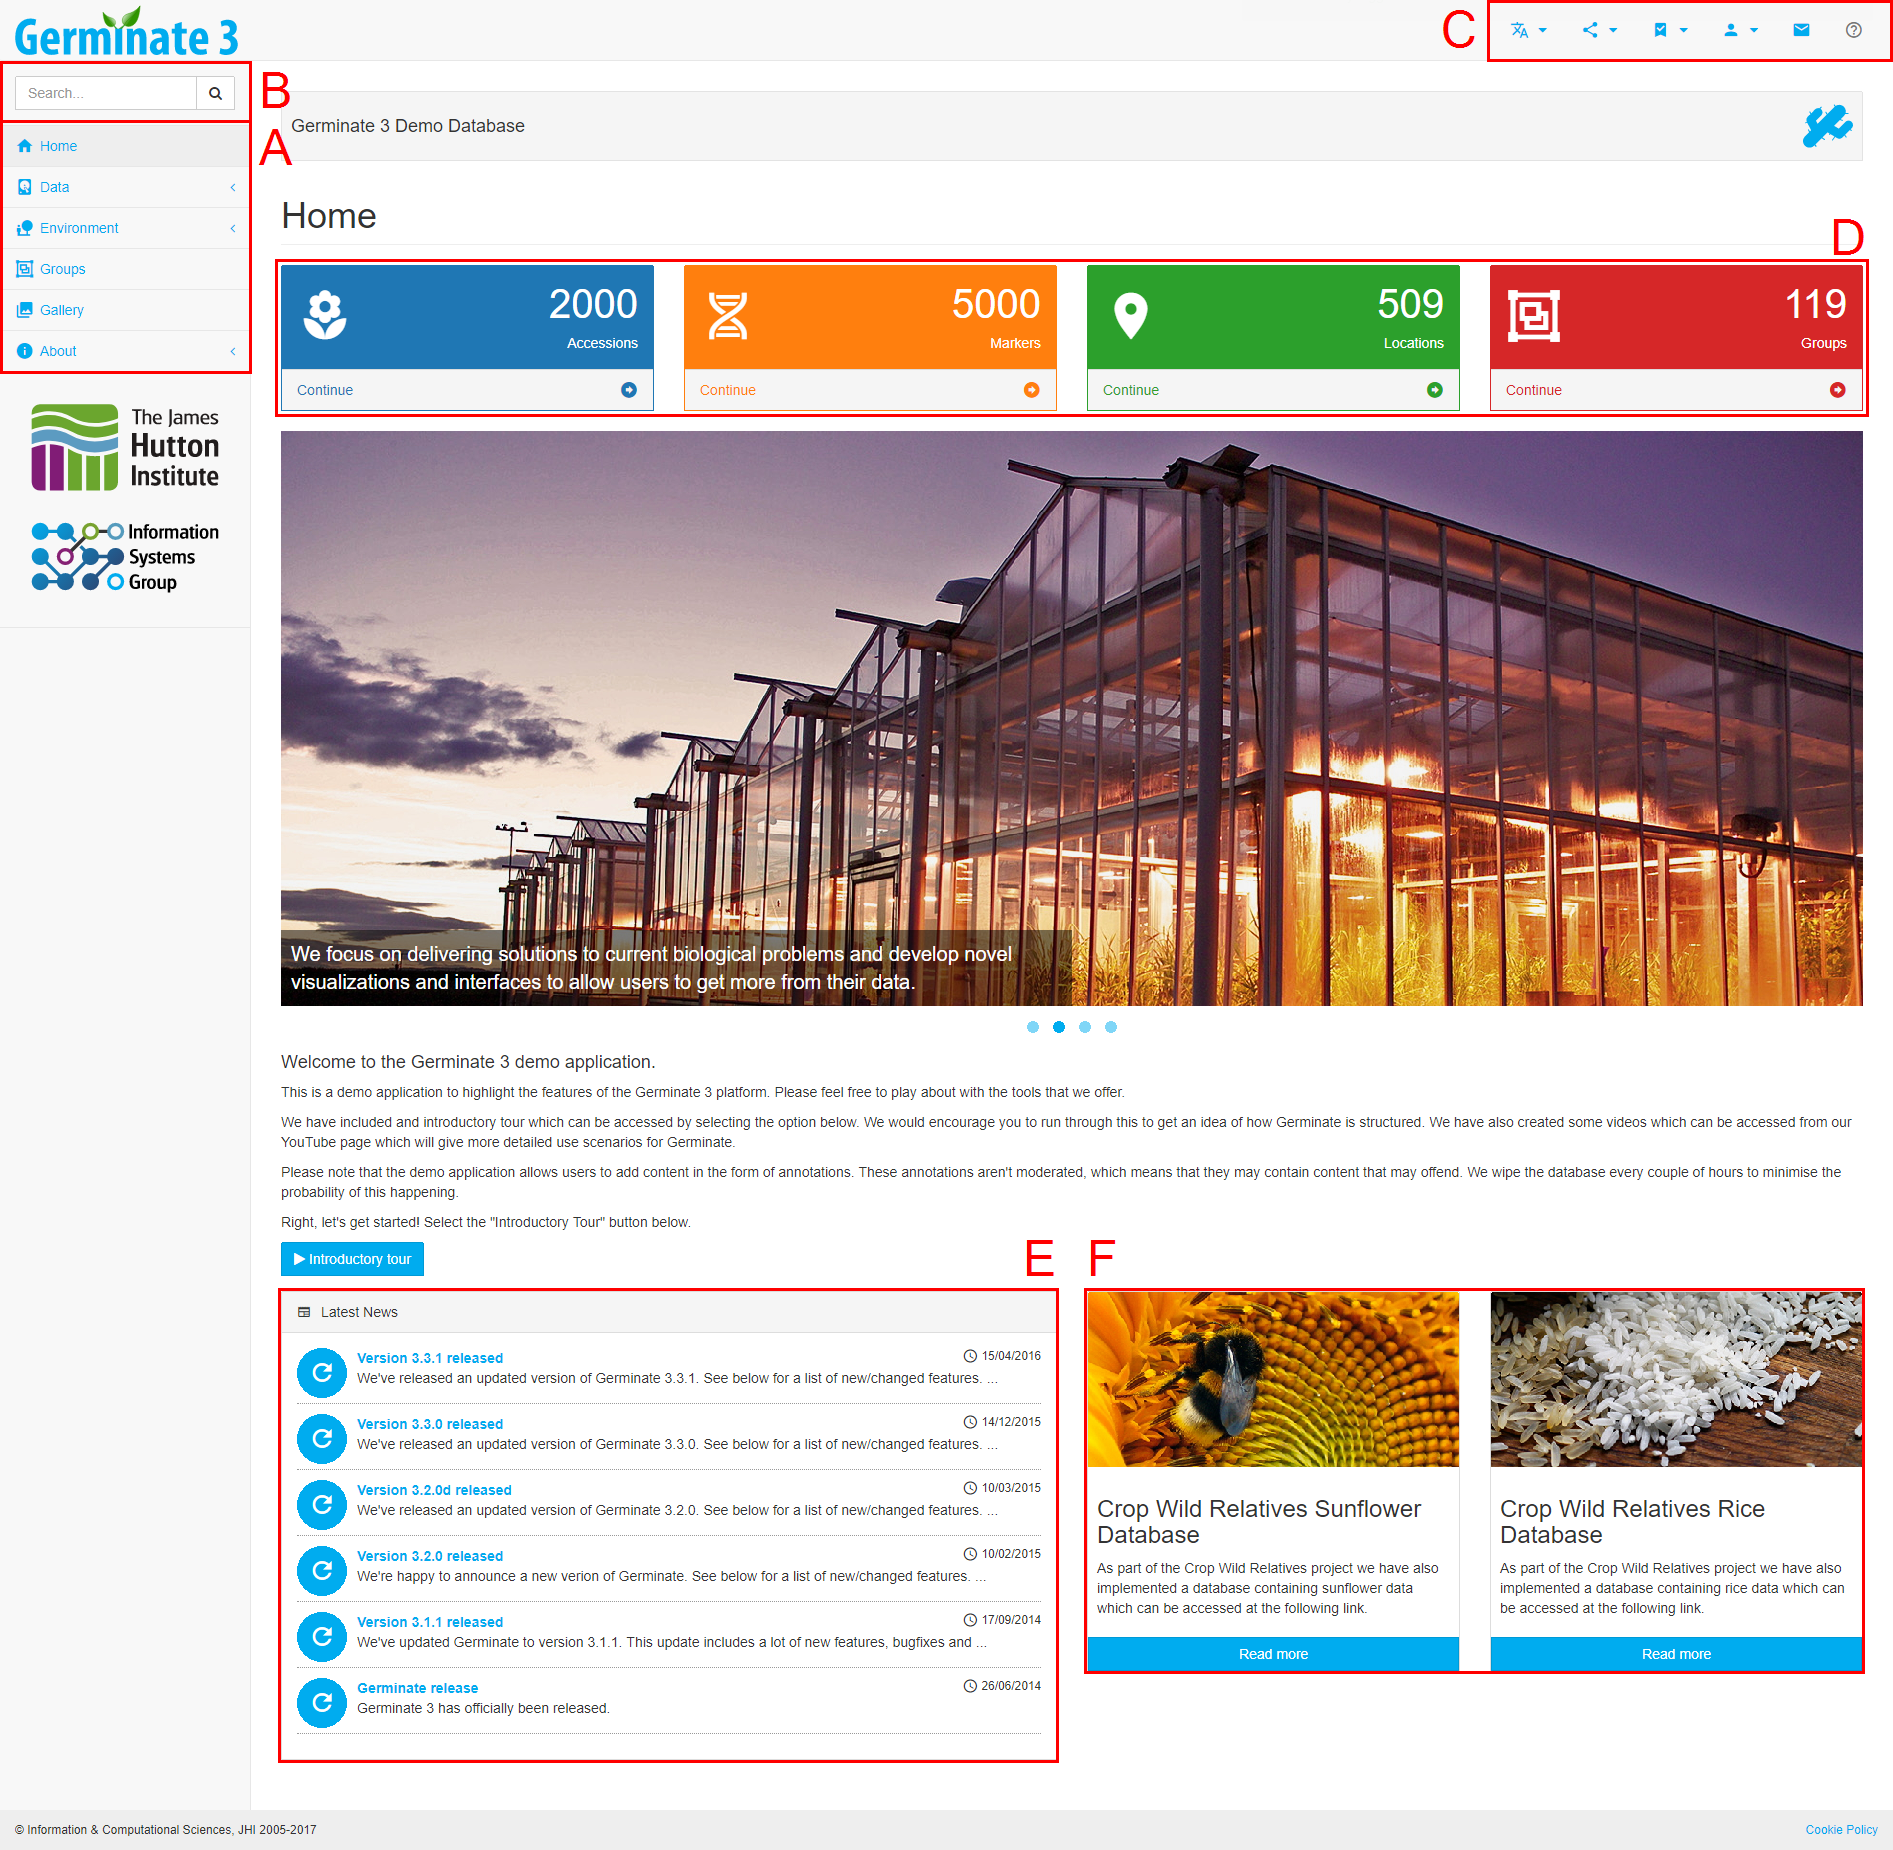 Germinate 3
C
Search...
B
A
Home
Data
Environment
Groups
Gallery
About
The James
Hutton
Institute
Information
Systems
Group
Germinate 3 Demo Database
Home
D
2000
Accessions
Continue
5000
Markers
Continue
509
Locations
Continue
119
Groups
Continue
We focus on delivering solutions to current biological problems and develop novel
visualizations and interfaces to allow users to get more from their data.
Welcome to the Germinate 3 demo application.
This is a demo application to highlight the features of the Germinate 3 platform. Please feel free to play about with the tools that we offer.
We have included and introductory tour which can be accessed by selecting the option below. We would encourage you to run through this to get an idea of how Germinate is structured. We have also created some videos which can be accessed from our
YouTube page which will give more detailed use scenarios for Germinate.
Please note that the demo application allows users to add content in the form of annotations. These annotations aren't moderated, which means that they may contain content that may offend. We wipe the database every couple of hours to minimise the
probability of this happening.
Right, let's get started! Select the "Introductory Tour" button below.
Introductory tour
E
Latest News
Version 3.3.1 released 15/04/2016
We've released an updated version of Germinate 3.3.1. See below for a list of new/changed features. ...
Version 3.3.0 released 14/12/2015
We've released an updated version of Germinate 3.3.0. See below for a list of new/changed features. ...
Version 3.2.0d released 10/03/2015
We've released an updated version of Germinate 3.2.0. See below for a list of new/changed features. ...
Version 3.2.0 released 10/02/2015
We're happy to announce a new verion of Germinate. See below for a list of new/changed features. ...
Version 3.1.1 released 17/09/2014
We've updated Germinate to version 3.1.1. This update includes a lot of new features, bugfixes and ...
Germinate release 26/06/2014
Germinate 3 has officially been released.
F
Crop Wild Relatives Sunflower
Database
As part of the Crop Wild Relatives project we have also
implemented a database containing sunflower data
which can be accessed at the following link.
Read more
Crop Wild Relatives Rice
Database
As part of the Crop Wild Relatives project we have also
implemented a database containing rice data which can
be accessed at the following link.
Read more
© Information & Computational Sciences, JHI 2005-2017
Cookie Policy